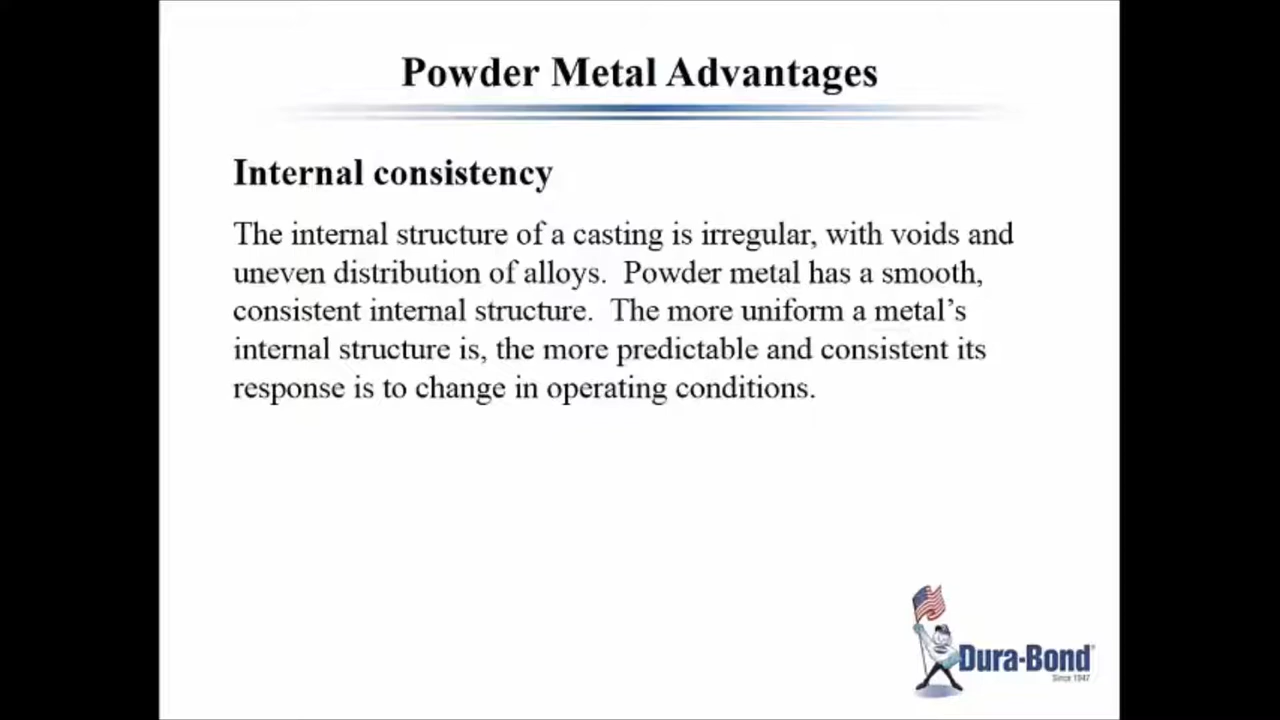 Powder Metal Advantages
Internal consistency
The internal structure of a casting is irregular, with voids and
uneven distribution of alloys.  Powder metal has a smooth,
consistent internal structure.  The more uniform a metal’s
internal structure is, the more predictable and consistent its
response is to change in operating conditions.
Dura-Bond®
Since 1947